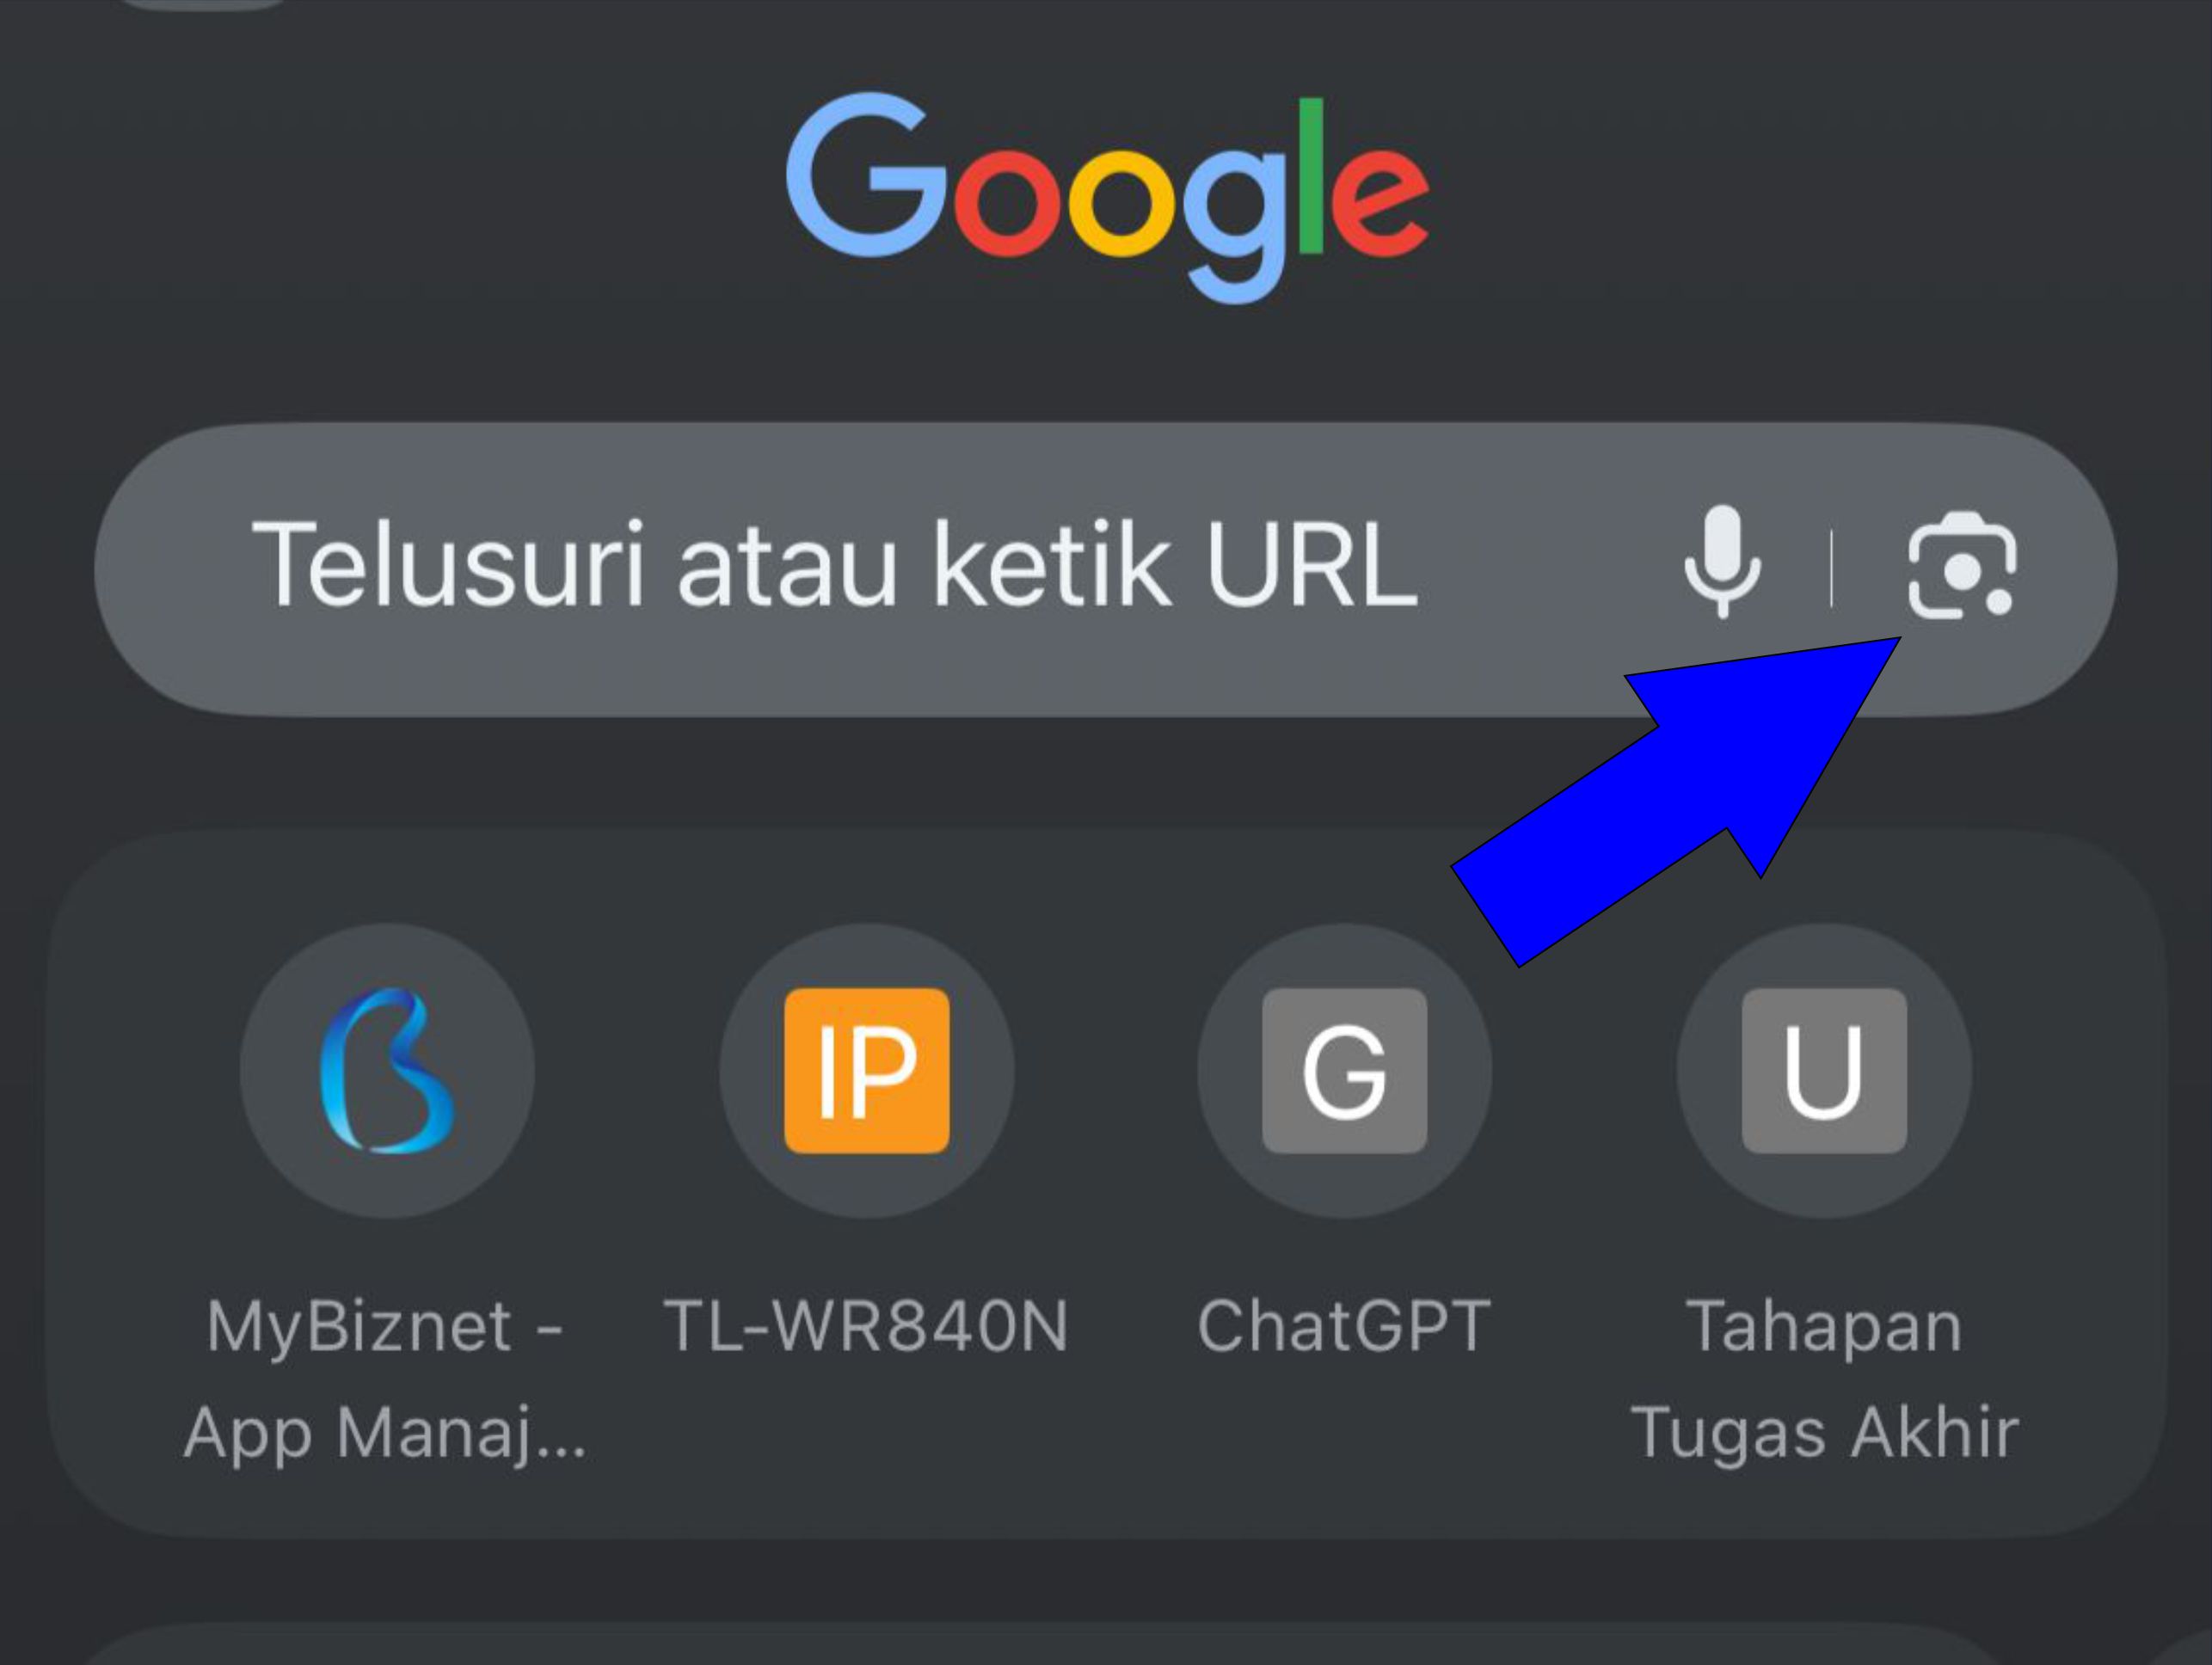 Google
Telusuri atau ketik URL
IP
G
U
MyBiznet -
App Manaj...
TL-WR840N
ChatGPT
Tahapan
Tugas Akhir